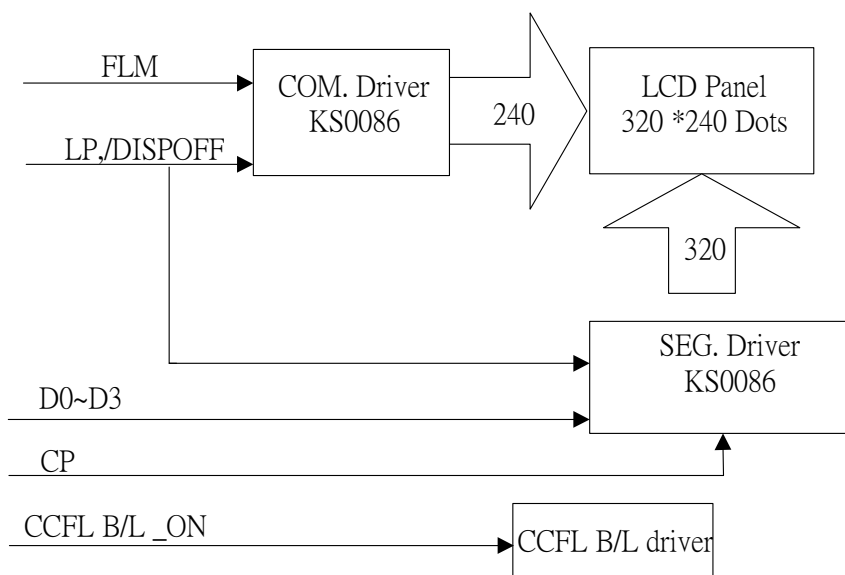 FLM
COM. Driver
KS0086
240
LCD Panel
320 *240 Dots
LP,/DISPOFF
320
SEG. Driver
KS0086
D0~D3
CP
CCFL B/L _ON
CCFL B/L driver